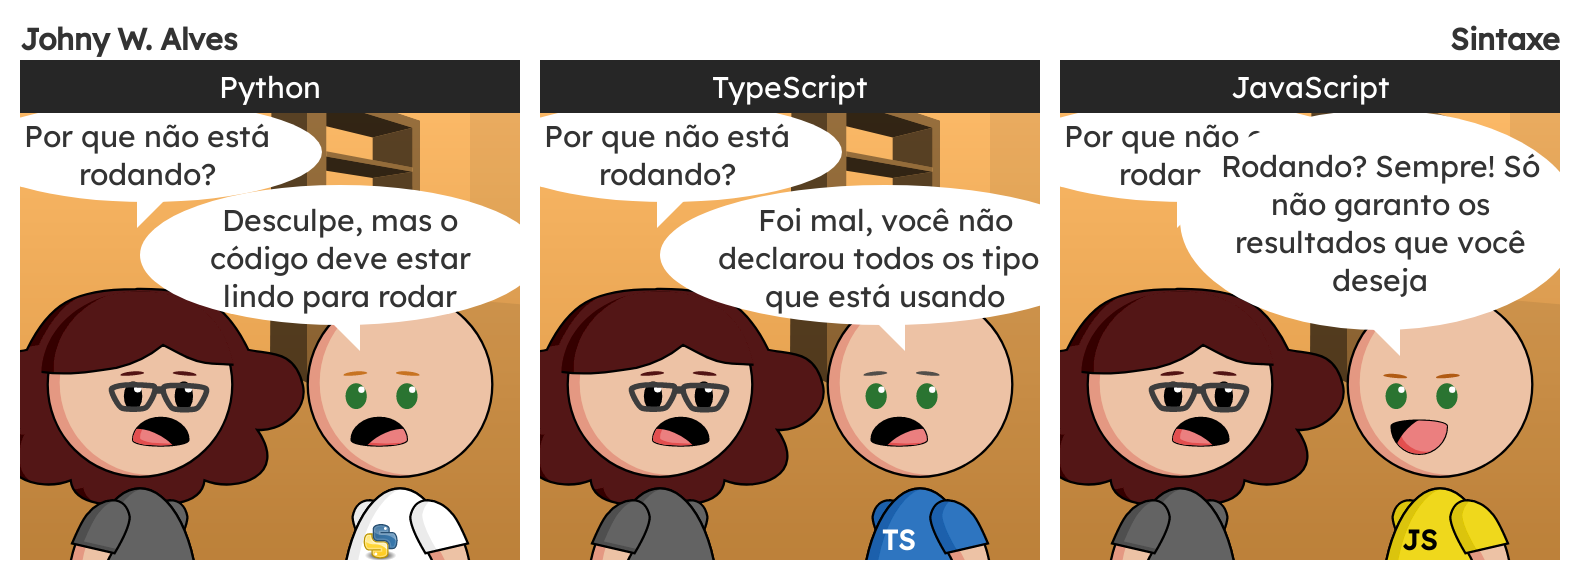 Johny W. Alves
Sintaxe
Python
Por que não está
rodando?
Desculpe, mas o
código deve estar
lindo para rodar
TypeScript
Por que não está
rodando?
Foi mal, você não
declarou todos os tipo
que está usando
TS
JavaScript
Por que não
rodar
Rodando? Sempre! Só
não garanto os
resultados que você
deseja
JS